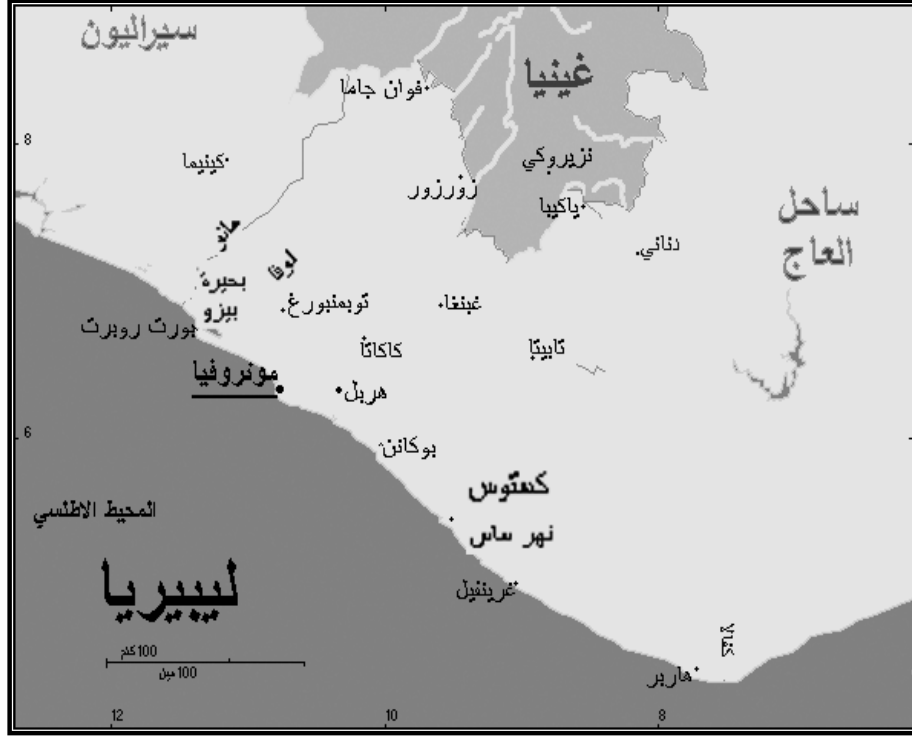 سيراليون
غينيا
فوان جاما
8
كينيما
نزيروكي
زؤرزور
ياكيبا
ساحل
العاج
دناني
مانو
لوفا
بحيرة
بيزو
توبمنبورغ
غبنغا
بورت روبرت
كاكاتا
تابيتا
مونروفيا
هربل
6
بوكانن
كستوس
نهر ساس
المحيط الاطلسي
ليبيريا
غرينفيل
100 كلم
100 ميل
هاربر
12
10
8